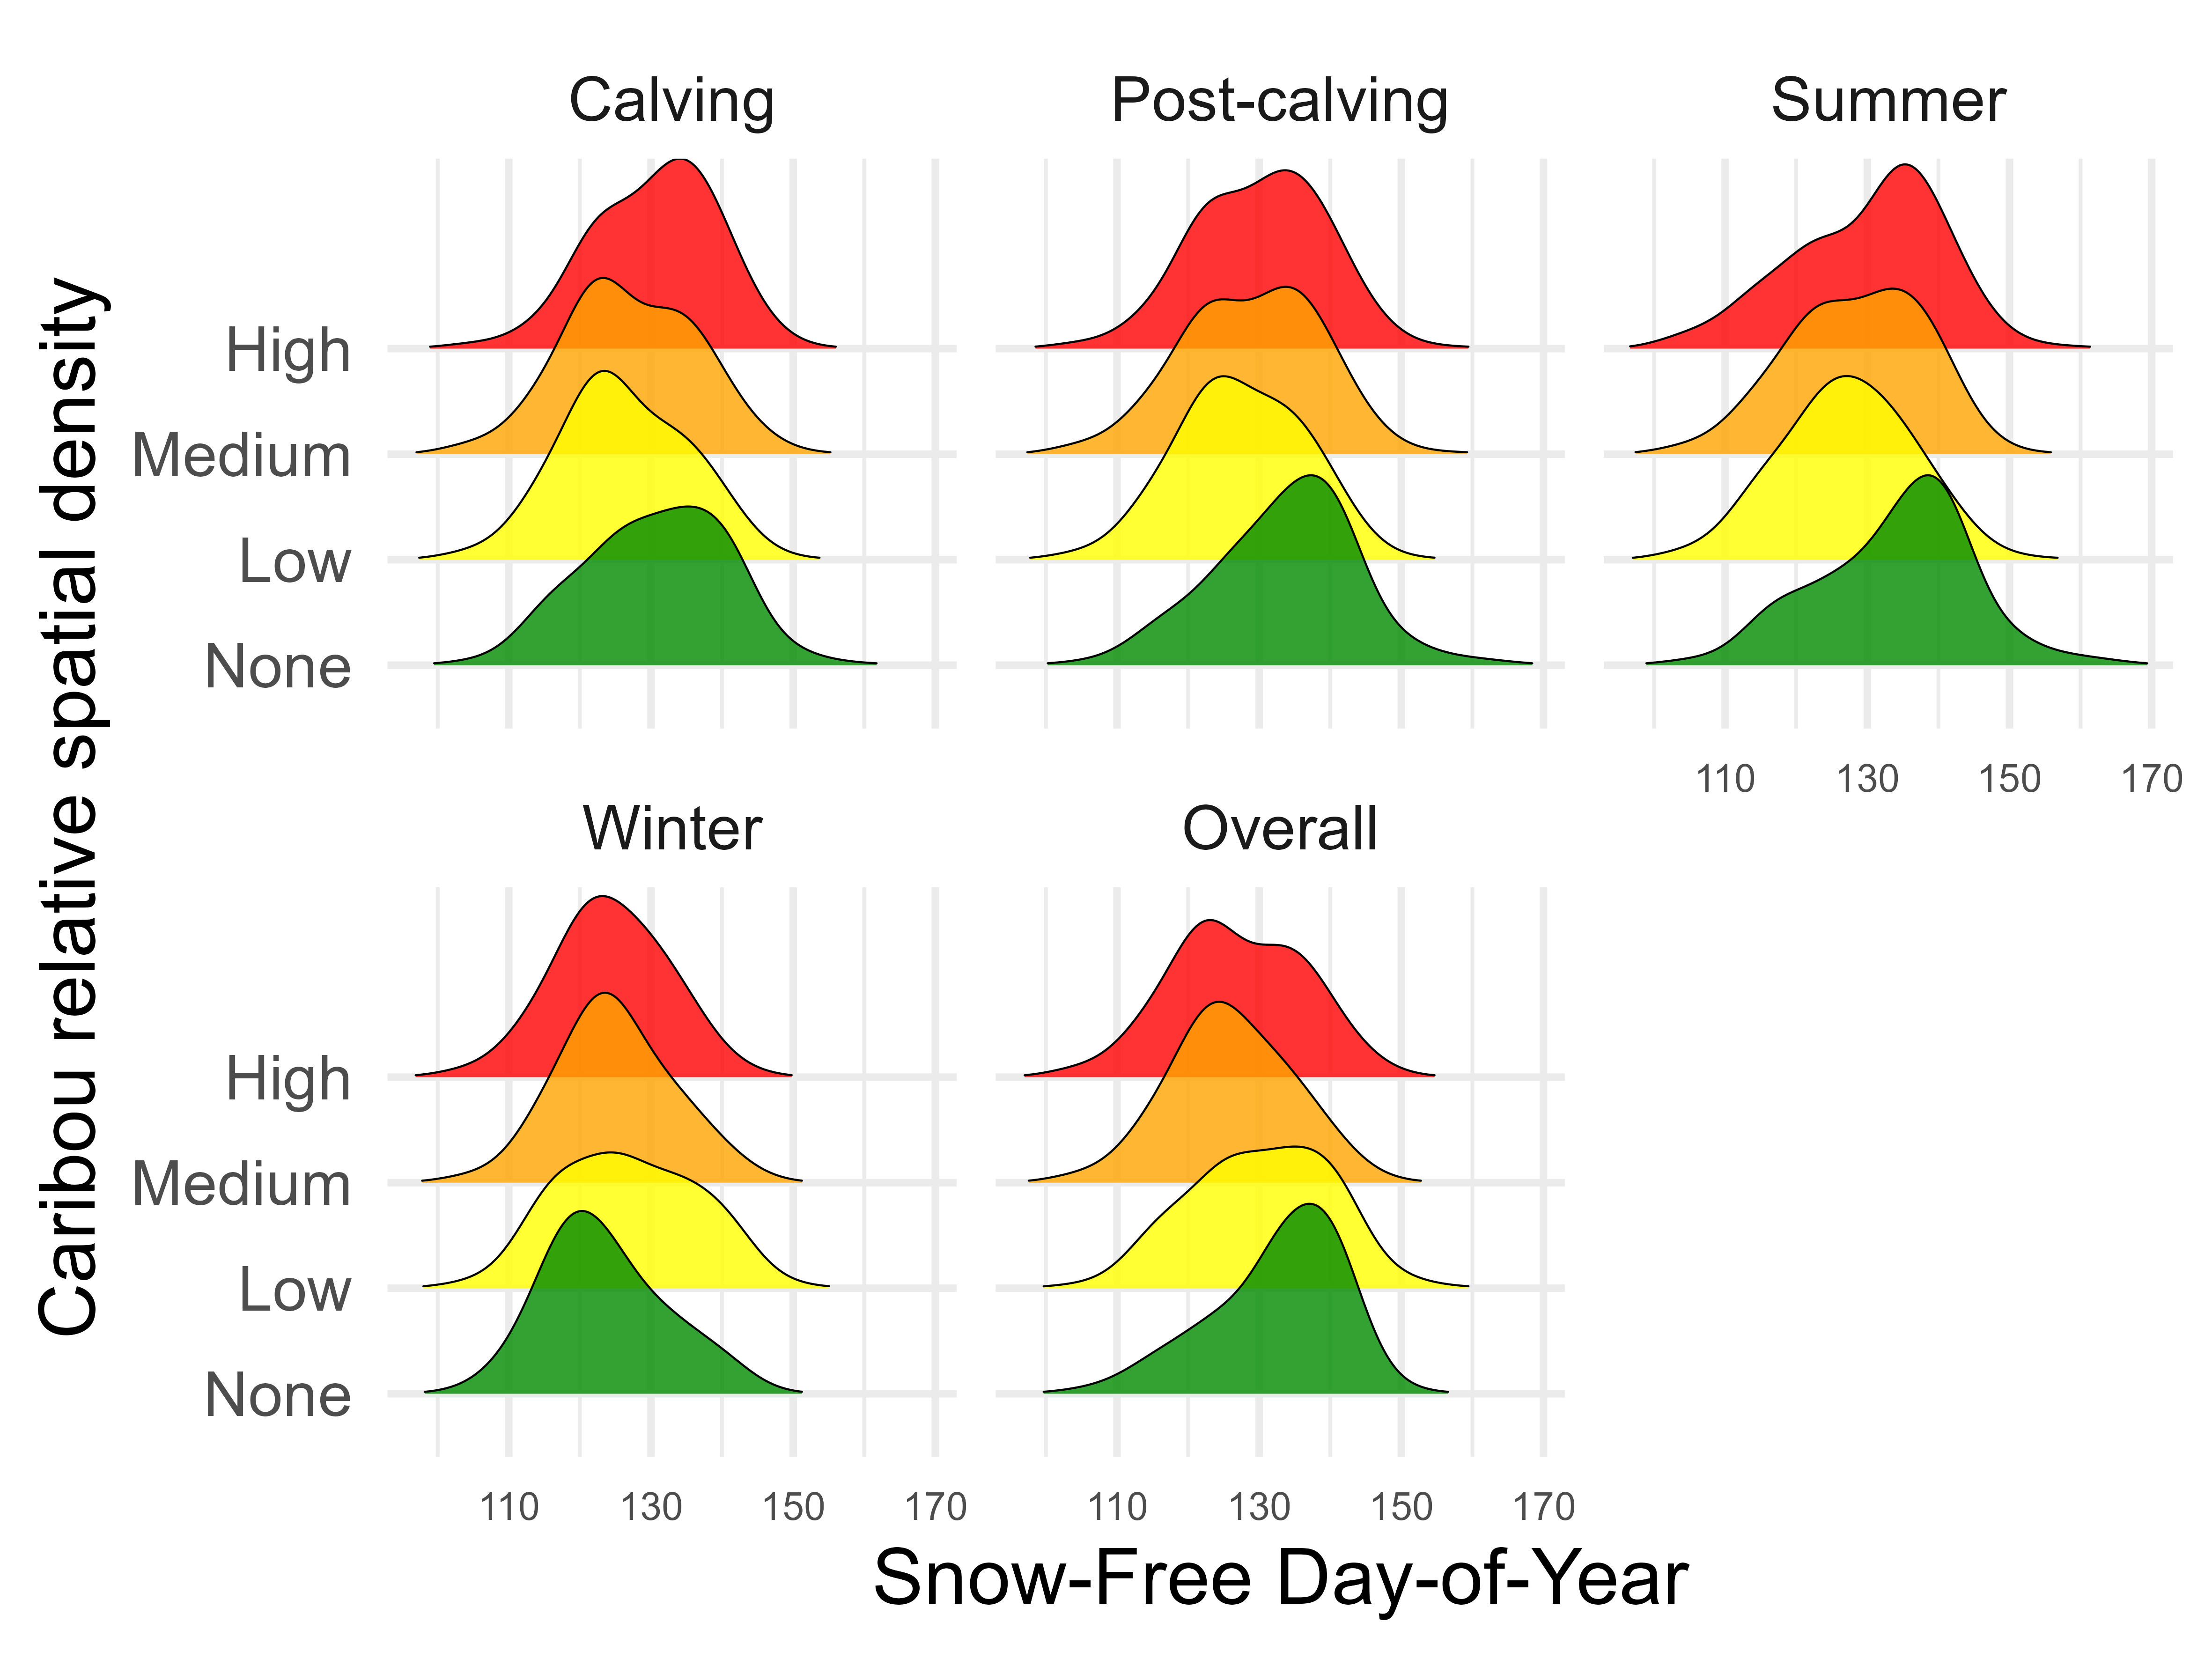 Calving
Post-calving
Summer
High
Medium
Low
None
110 130 150 170
Winter
Overall
High
Medium
Low
None
110 130 150 170
110 130 150 170
Caribou relative spatial density
Snow-Free Day-of-Year